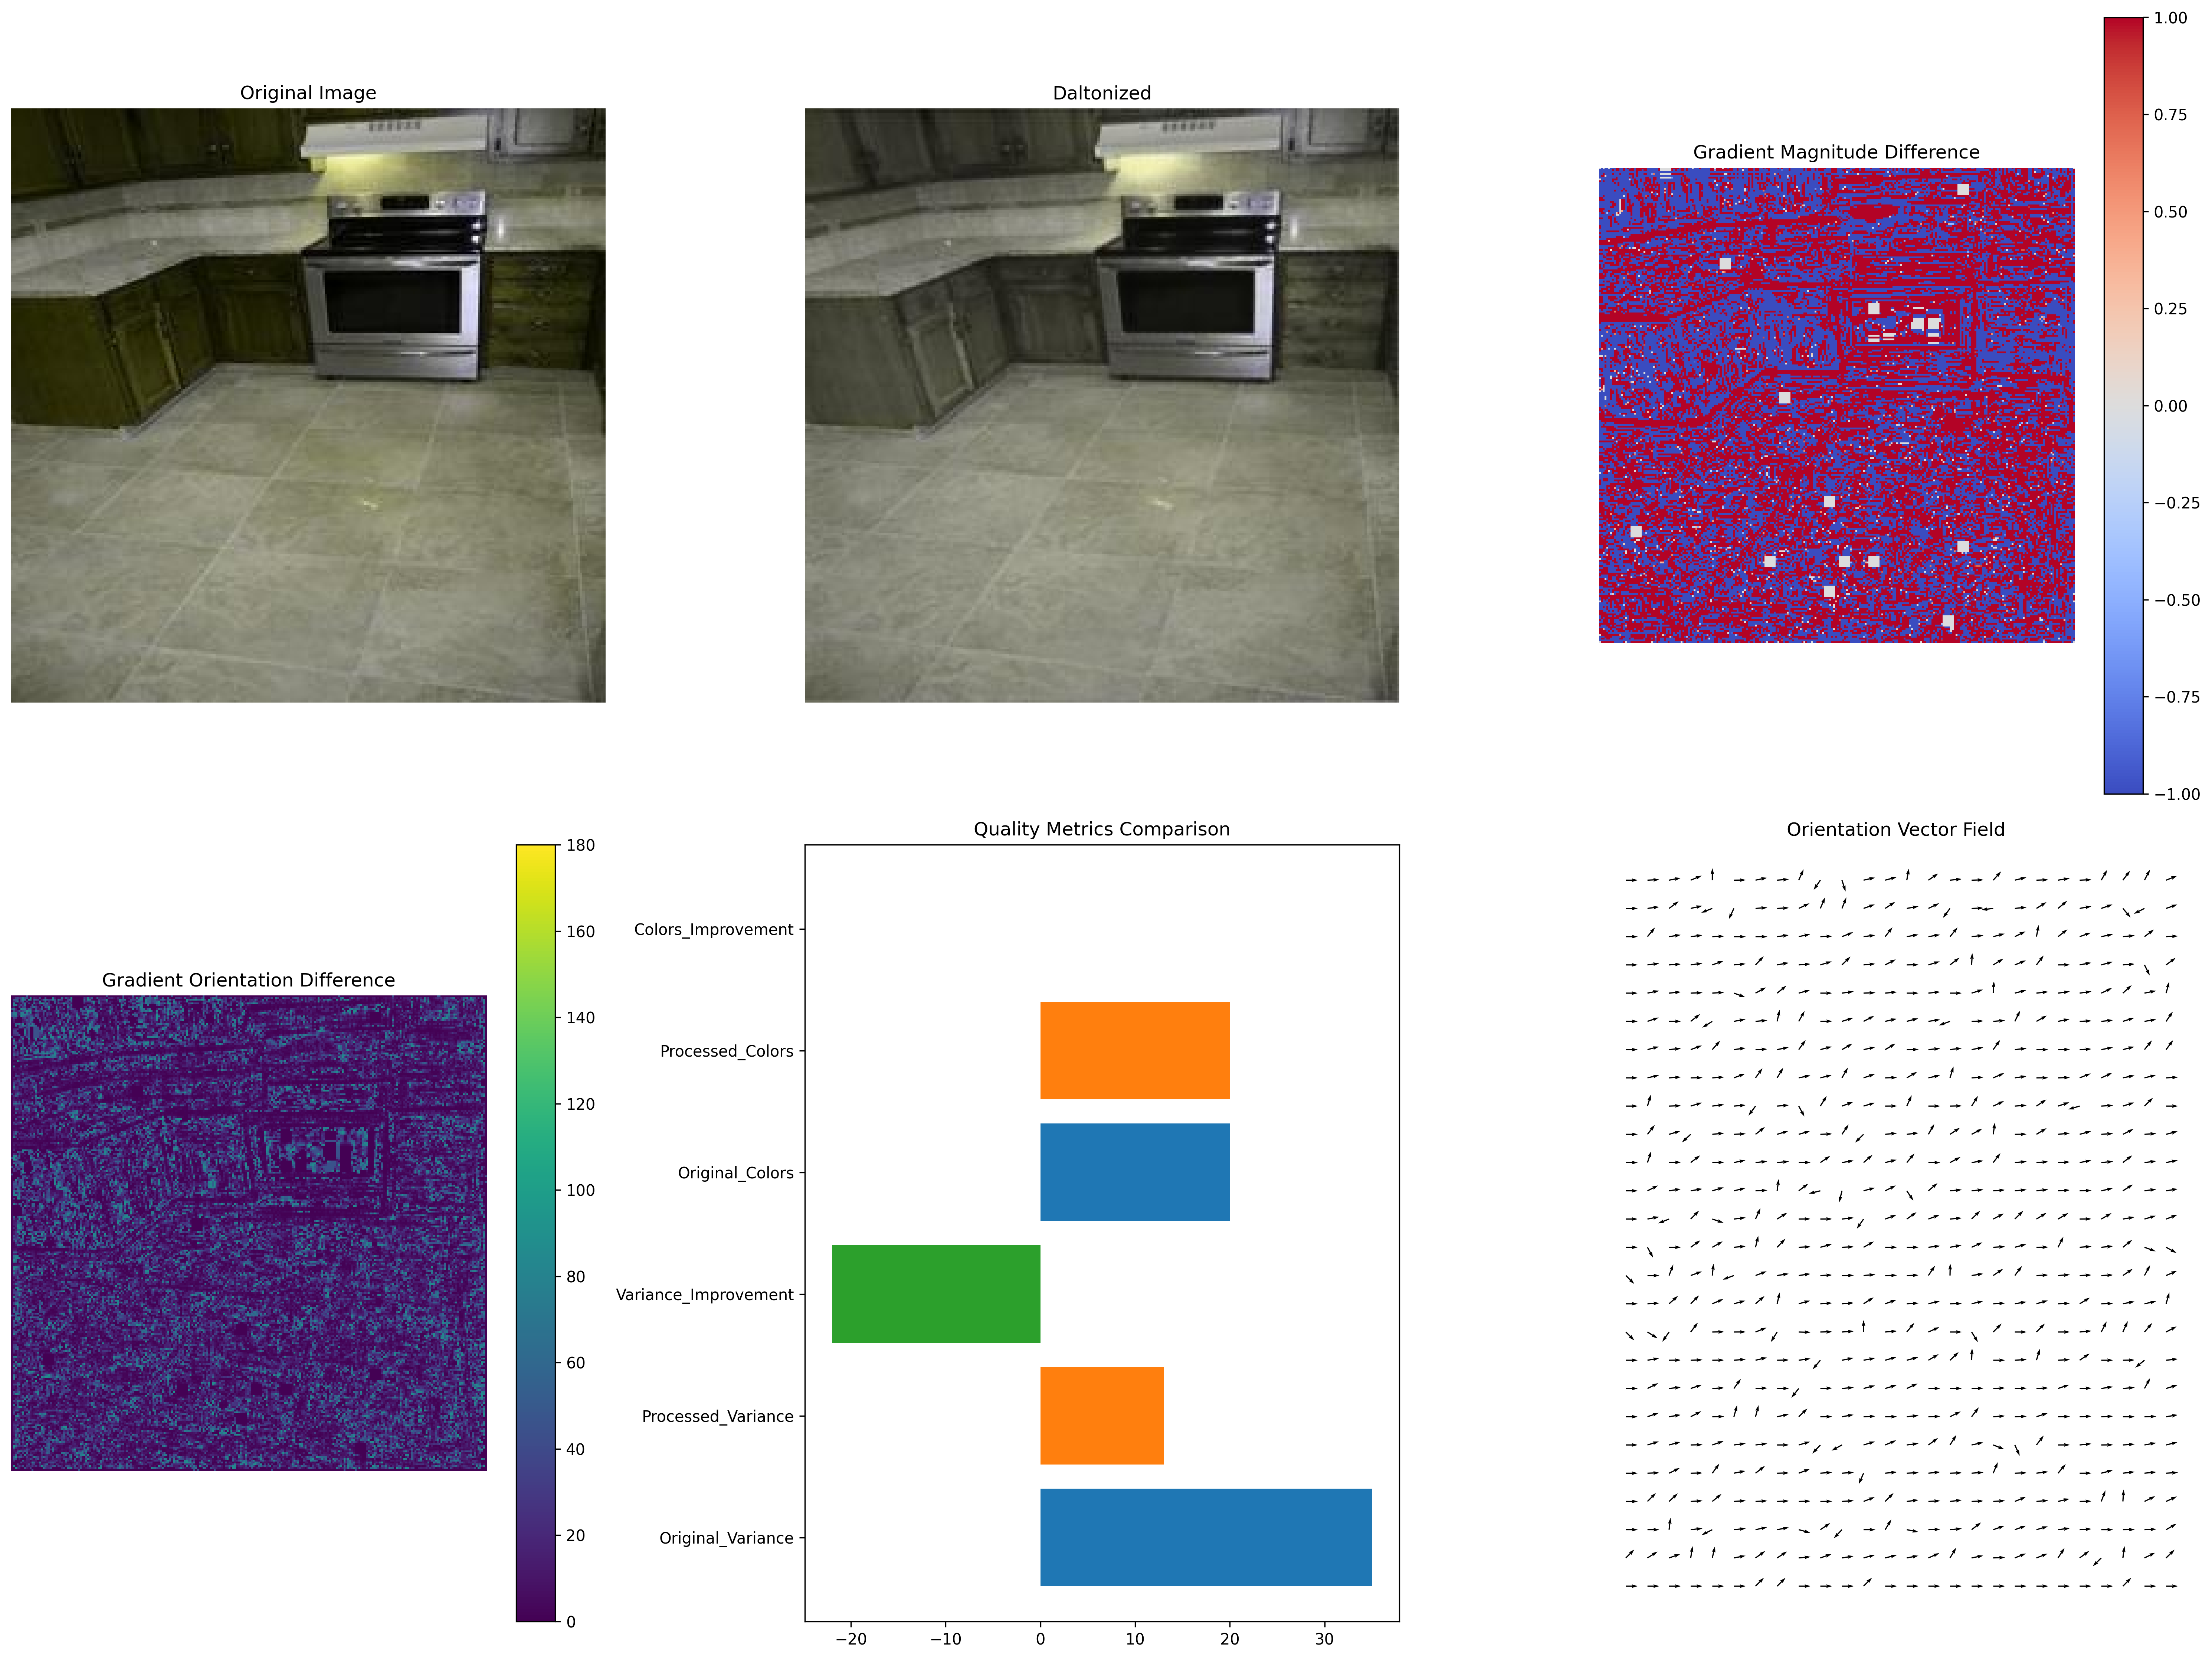 Original Image
Daltonized
Gradient Magnitude Difference
1.00
0.75
0.50
0.25
0.00
−0.25
−0.50
−0.75
−1.00
Gradient Orientation Difference
180
160
140
120
100
80
60
40
20
0
Quality Metrics Comparison
Colors_Improvement
Processed_Colors
Original_Colors
Variance_Improvement
Processed_Variance
Original_Variance
−20 −10 0 10 20 30
Orientation Vector Field